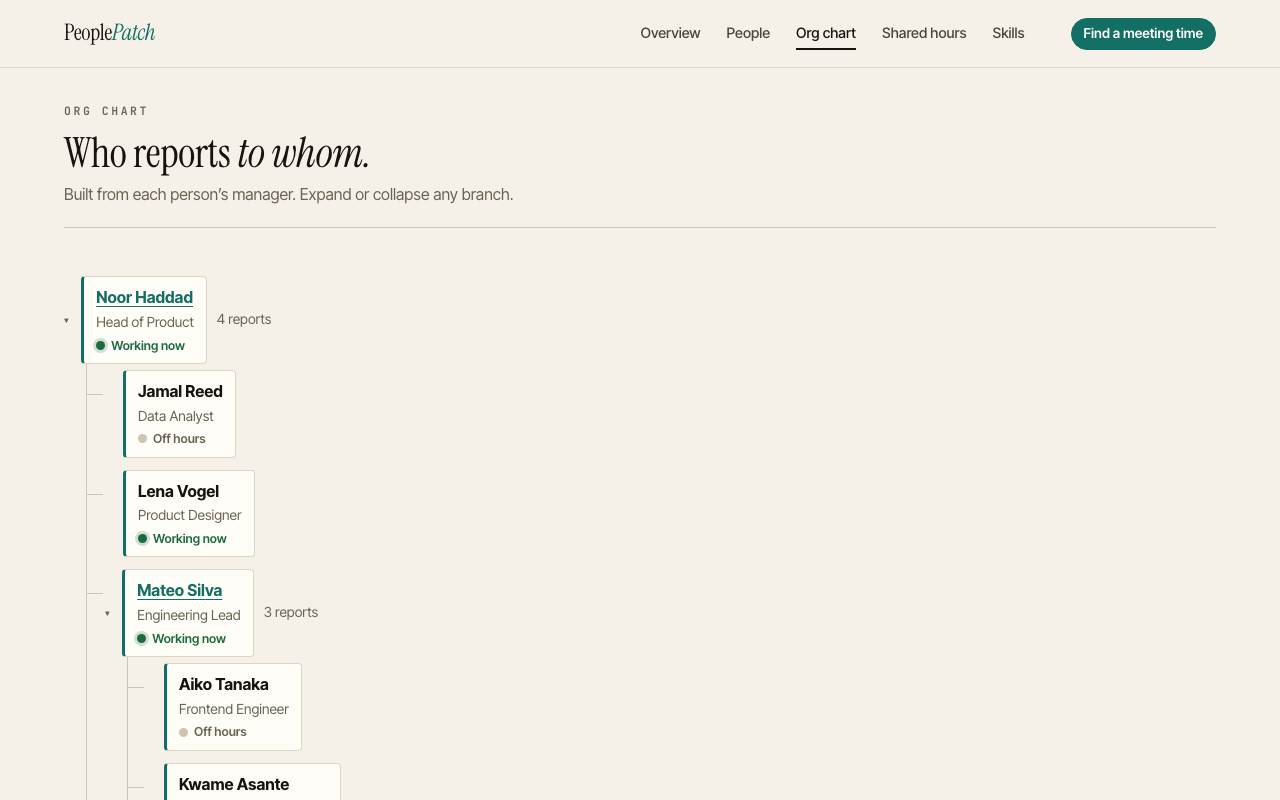 PeoplePatch
Overview
People
Org chart
Shared hours
Skills
Find a meeting time
ORG CHART
Who reports to whom.
Built from each person’s manager. Expand or collapse any branch.
Noor Haddad
Head of Product
Working now
4 reports
Jamal Reed
Data Analyst
Off hours
Lena Vogel
Product Designer
Working now
Mateo Silva
Engineering Lead
Working now
3 reports
Aiko Tanaka
Frontend Engineer
Off hours
Kwame Asante